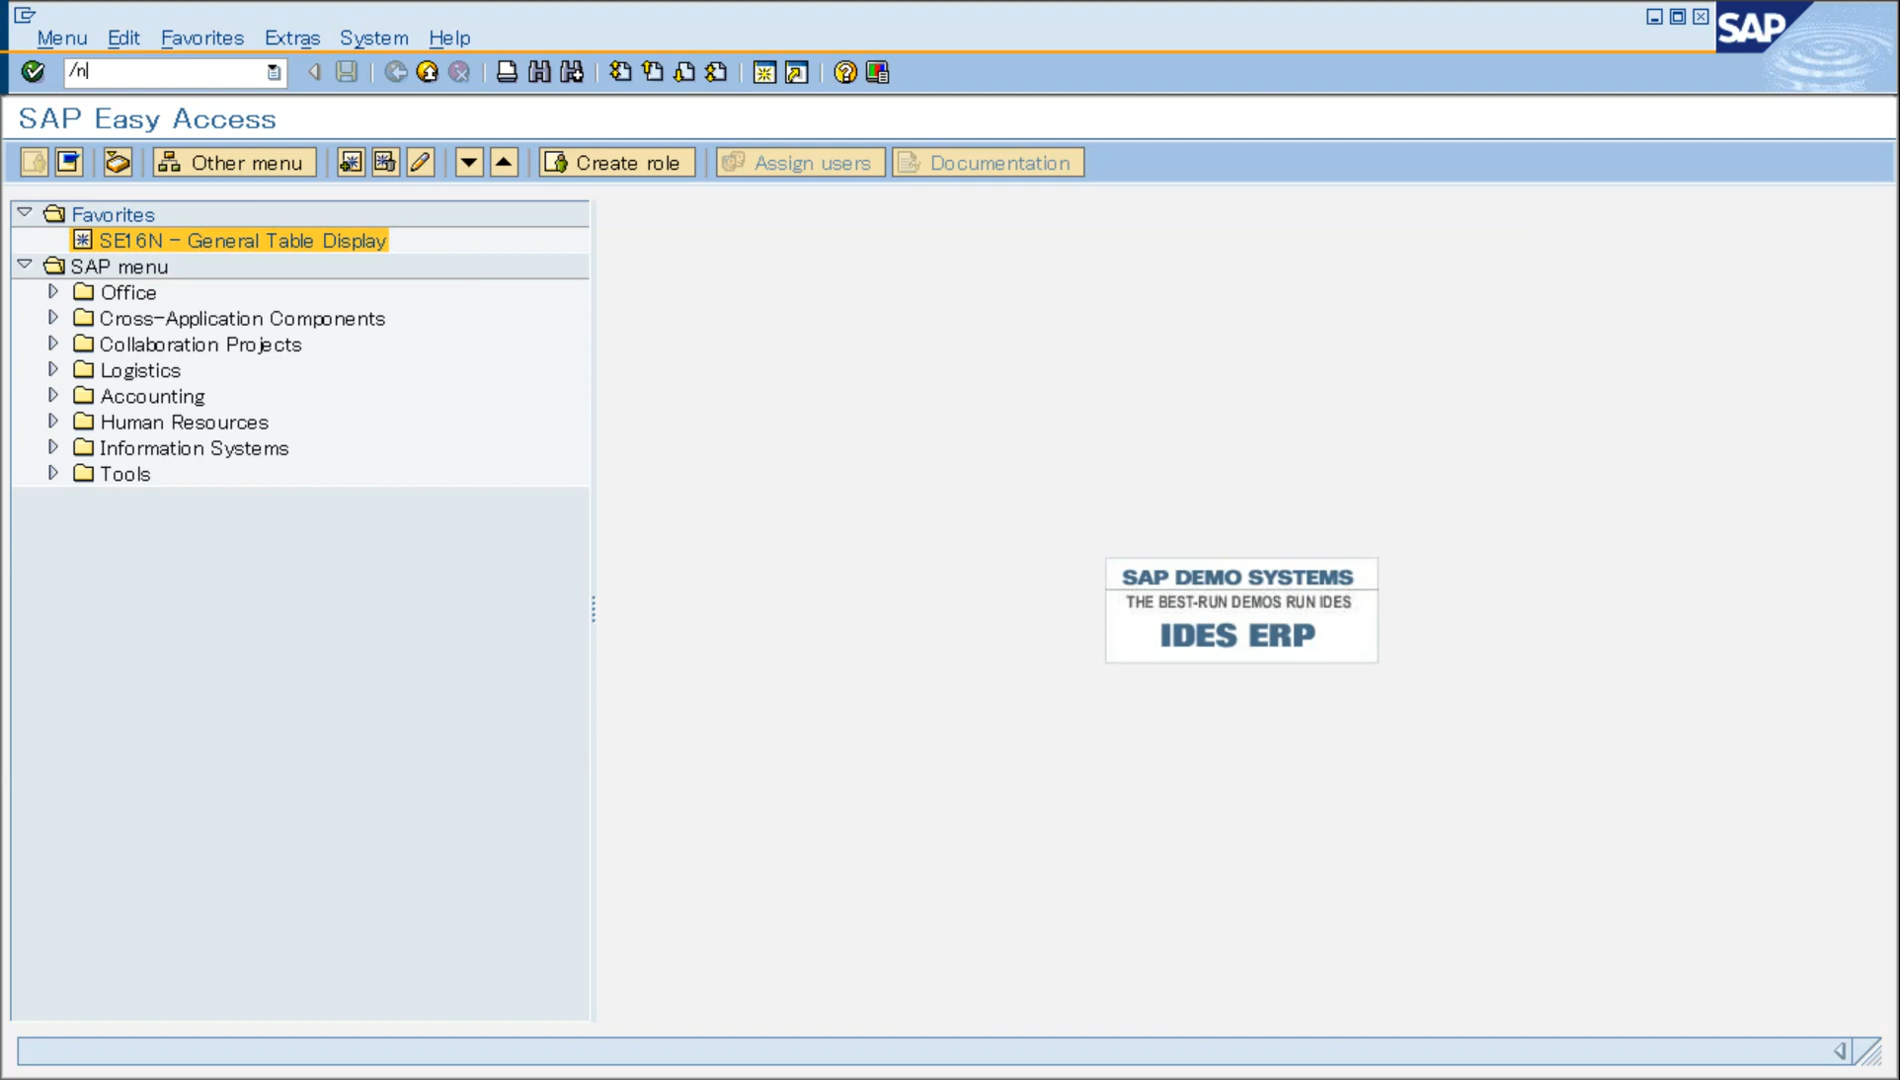 Menu Edit Favorites Extras System Help
SAP
/n
SAP Easy Access
Other menu Create role Assign users Documentation
Favorites
SE16N - General Table Display
SAP menu
Office
Cross-Application Components
Collaboration Projects
Logistics
Accounting
Human Resources
Information Systems
Tools
SAP DEMO SYSTEMS
THE BEST-RUN DEMOS RUN IDES
IDES ERP